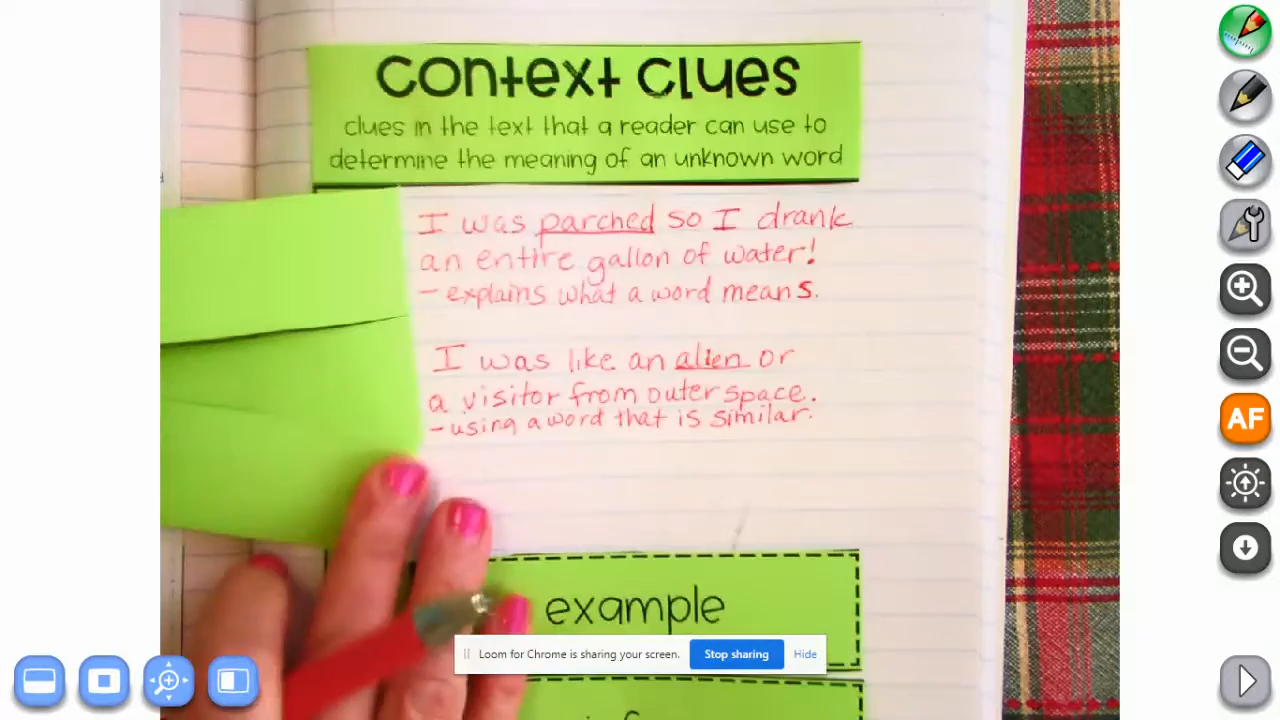 Context Clues
clues in the text that a reader can use to
determine the meaning of an unknown word
I was parched so I drank
an entire gallon of water!
- explains what a word means.
I was like an alien or
a visitor from outer space.
- using a word that is similar.
example
Loom for Chrome is sharing your screen. Stop sharing Hide
AF